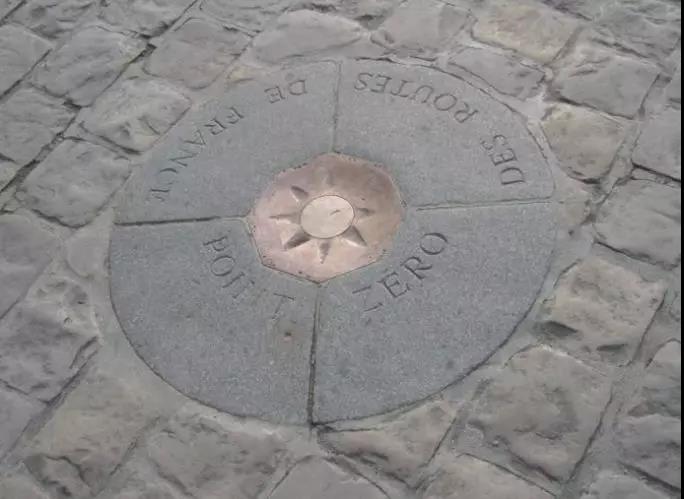 POINT ZERO
DES ROUTES
DE FRANCE